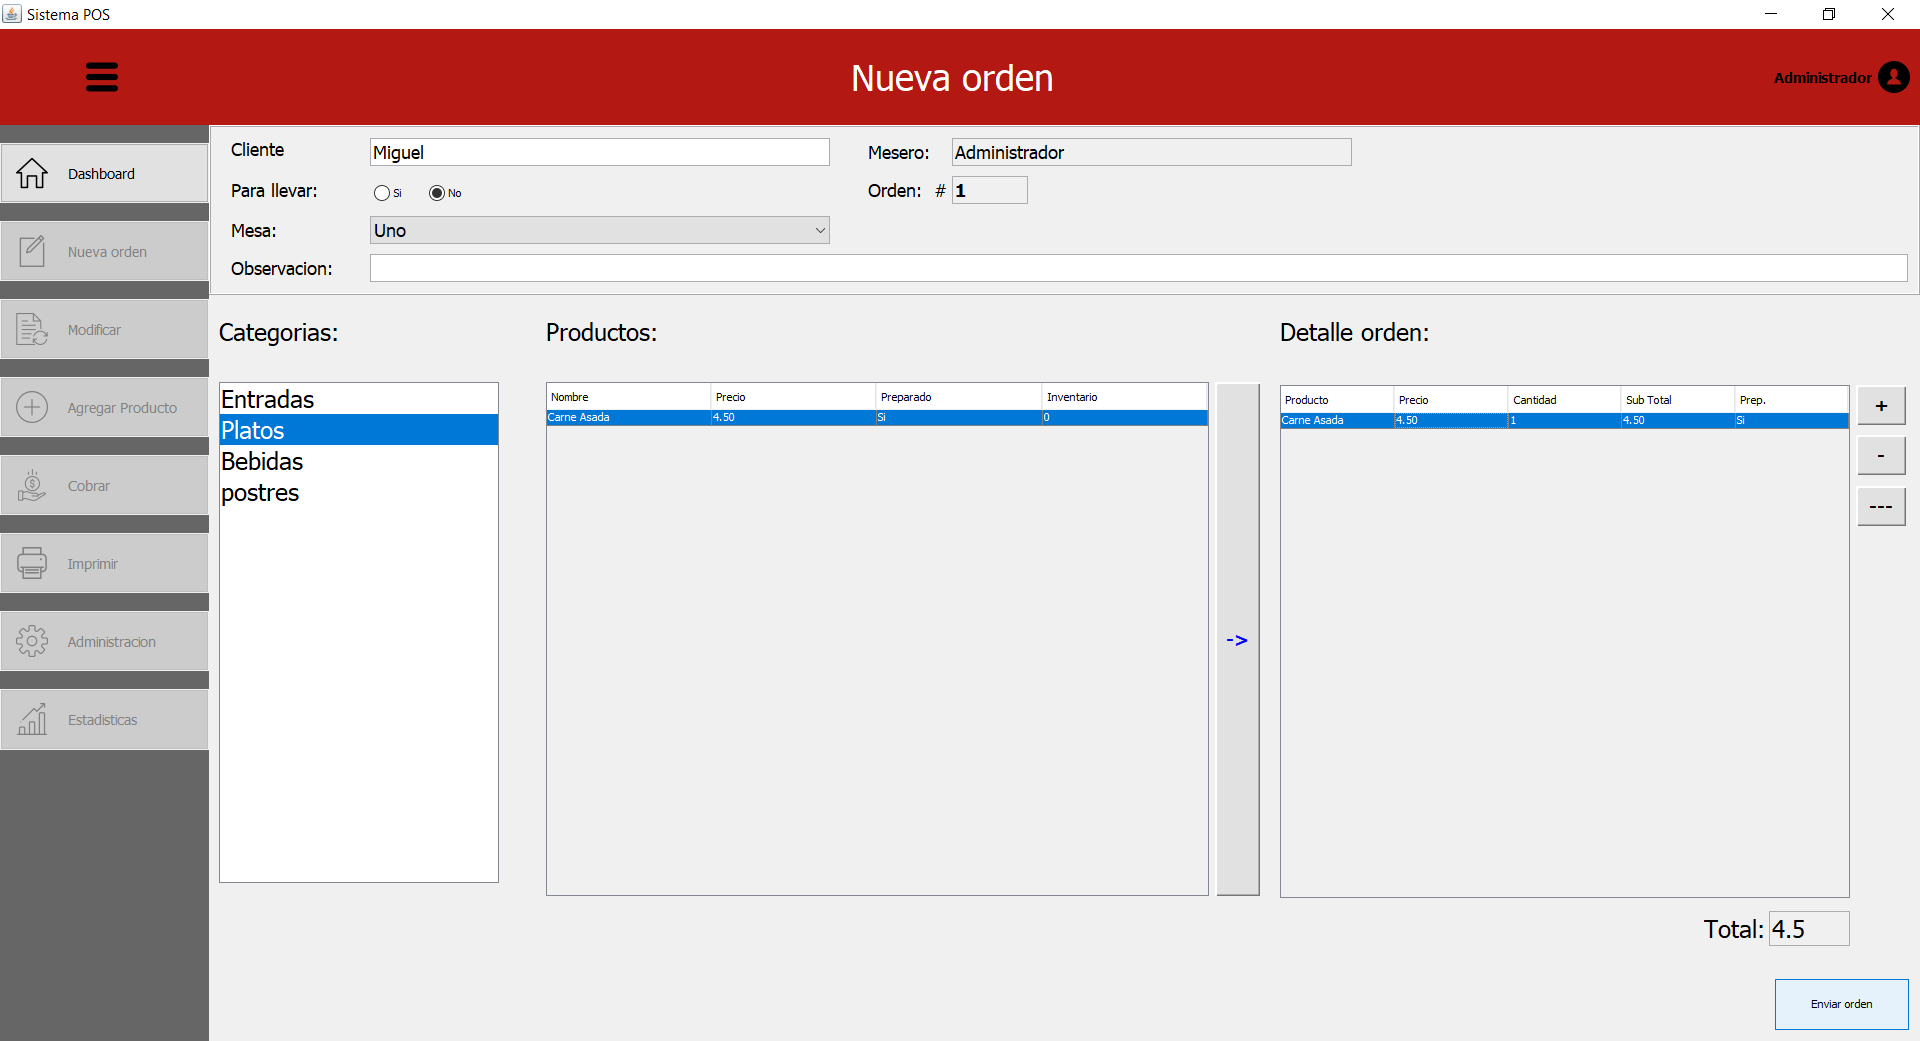 Sistema POS
Nueva orden
Administrador
Dashboard
Nueva orden
Modificar
Agregar Producto
Cobrar
Imprimir
Administracion
Estadisticas
Cliente Miguel
Mesero: Administrador
Para llevar: Si No
Orden: # 1
Mesa: Uno
Observacion:
Categorias:
Entradas
Platos
Bebidas
postres
Productos:
Nombre Precio Preparado Inventario
Carne Asada 4.50 Si 0
->
Detalle orden:
Producto Precio Cantidad Sub Total Prep.
Carne Asada 4.50 1 4.50 Si
+
-
---
Total: 4.5
Enviar orden